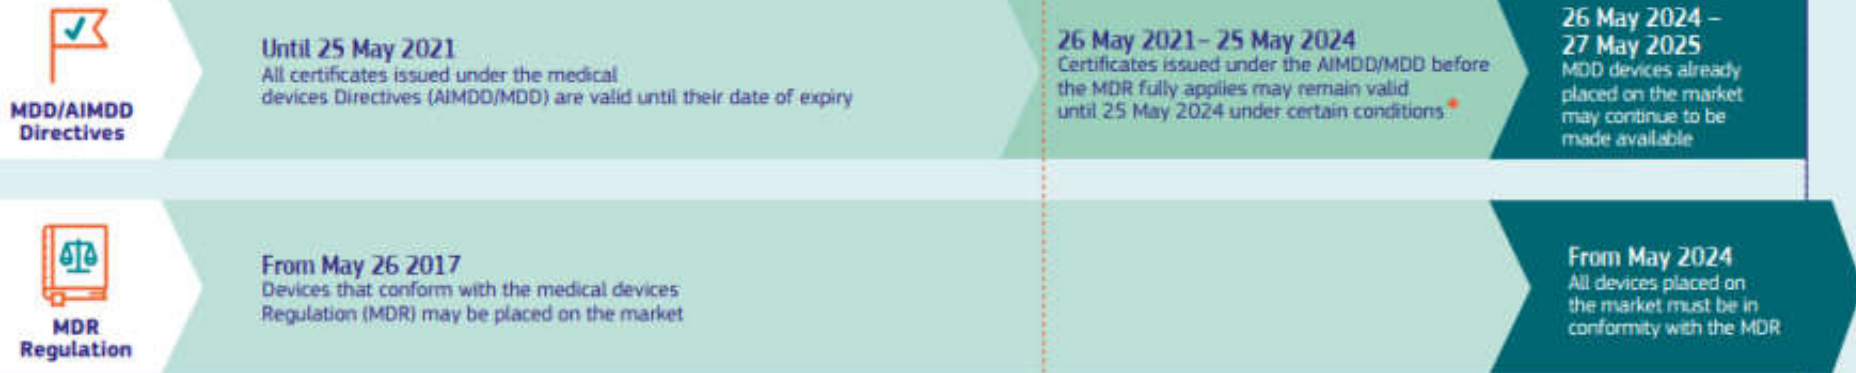 MDD/AIMDD
Directives
Until 25 May 2021
All certificates issued under the medical
devices Directives (AIMDD/MDD) are valid until their date of expiry
26 May 2021– 25 May 2024
Certificates issued under the AIMDD/MDD before
the MDR fully applies may remain valid
until 25 May 2024 under certain conditions*
26 May 2024 –
27 May 2025
MDD devices already
placed on the market
may continue to be
made available
MDR
Regulation
From May 26 2017
Devices that conform with the medical devices
Regulation (MDR) may be placed on the market
From May 2024
All devices placed on
the market must be in
conformity with the MDR